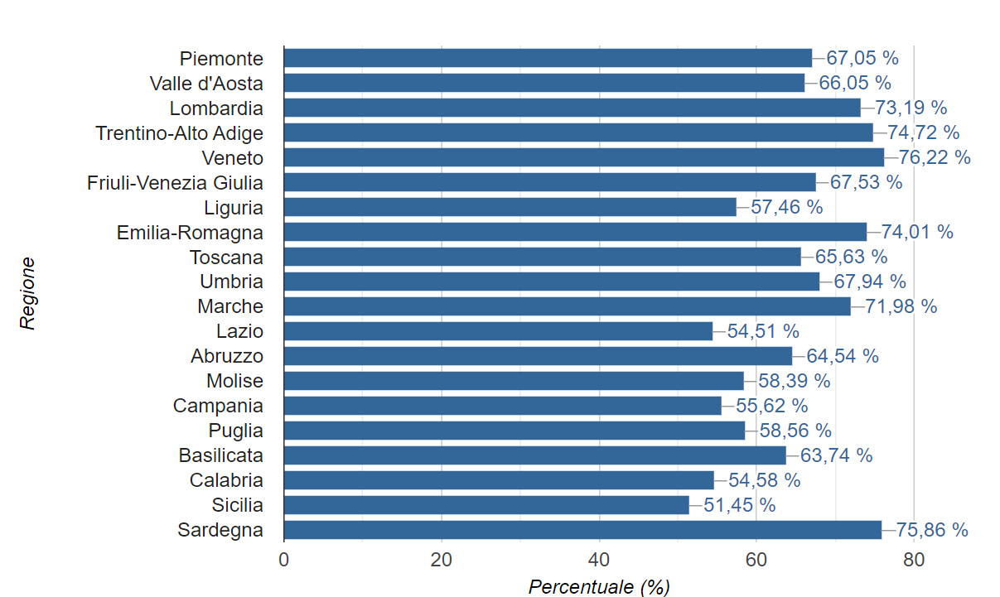 Piemonte 67,05 %
Valle d'Aosta 66,05 %
Lombardia 73,19 %
Trentino-Alto Adige 74,72 %
Veneto 76,22 %
Friuli-Venezia Giulia 67,53 %
Liguria 57,46 %
Emilia-Romagna 74,01 %
Toscana 65,63 %
Umbria 67,94 %
Marche 71,98 %
Lazio 54,51 %
Abruzzo 64,54 %
Molise 58,39 %
Campania 55,62 %
Puglia 58,56 %
Basilicata 63,74 %
Calabria 54,58 %
Sicilia 51,45 %
Sardegna 75,86 %
Regione
0 20 40 60 80
Percentuale (%)